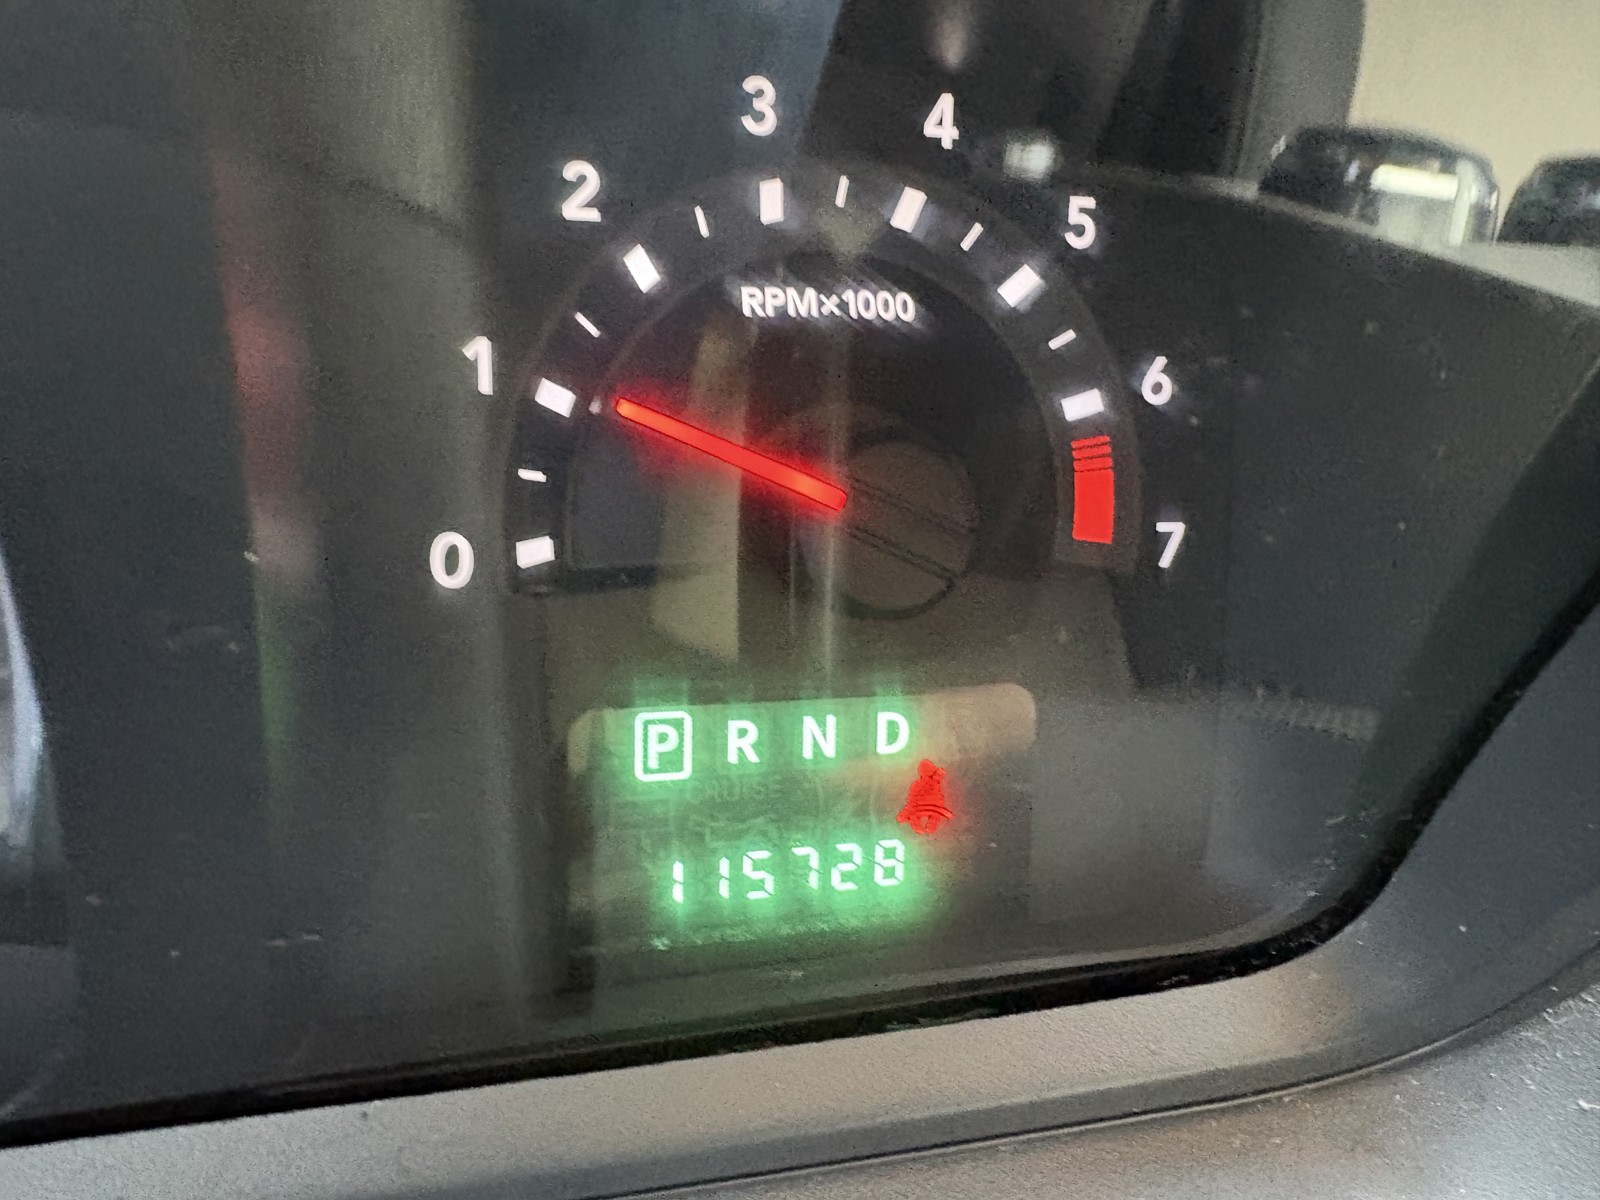 0 1 2 3 4 5 6 7
RPM×1000
P R N D
CRUISE
115728